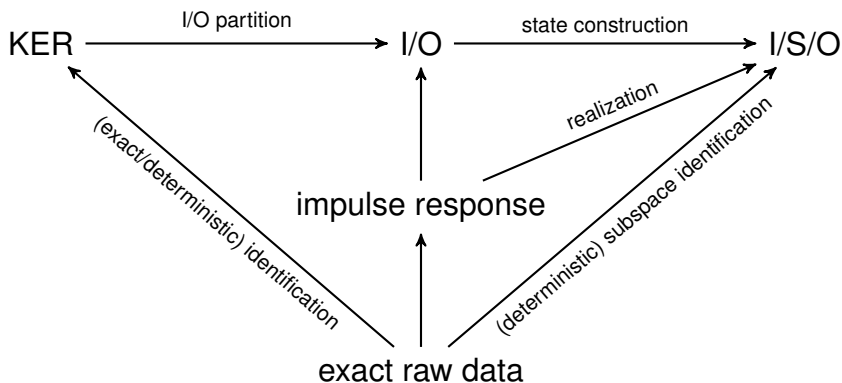 I/O partition
state construction
KER
I/O
I/S/O
realization
(exact/deterministic) identification
(deterministic) subspace identification
impulse response
exact raw data